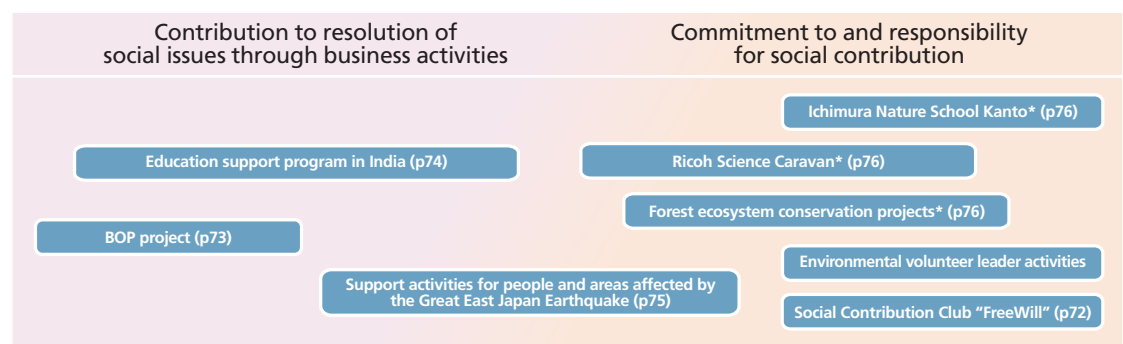 Contribution to resolution of
social issues through business activities
Commitment to and responsibility
for social contribution
Ichimura Nature School Kanto* (p76)
Education support program in India (p74)
Ricoh Science Caravan* (p76)
Forest ecosystem conservation projects* (p76)
BOP project (p73)
Environmental volunteer leader activities
Support activities for people and areas affected by
the Great East Japan Earthquake (p75)
Social Contribution Club “FreeWill” (p72)